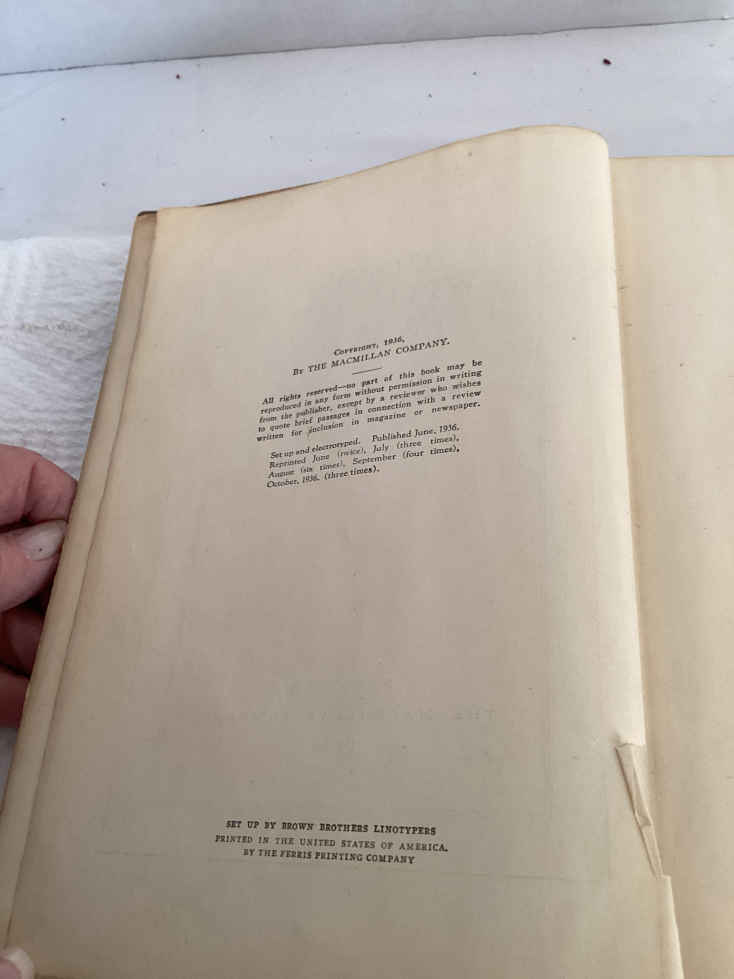 COPYRIGHT, 1936,
BY THE MACMILLAN COMPANY.
All rights reserved—no part of this book may be
reproduced in any form without permission in writing
from the publisher, except by a reviewer who wishes
to quote brief passages in connection with a review
written for inclusion in magazine or newspaper.
Set up and electrotyped. Published June, 1936.
Reprinted June (twice), July (three times),
August (six times), September (four times),
October, 1936. (three times).
SET UP BY BROWN BROTHERS LINOTYPERS
PRINTED IN THE UNITED STATES OF AMERICA.
BY THE FERRIS PRINTING COMPANY